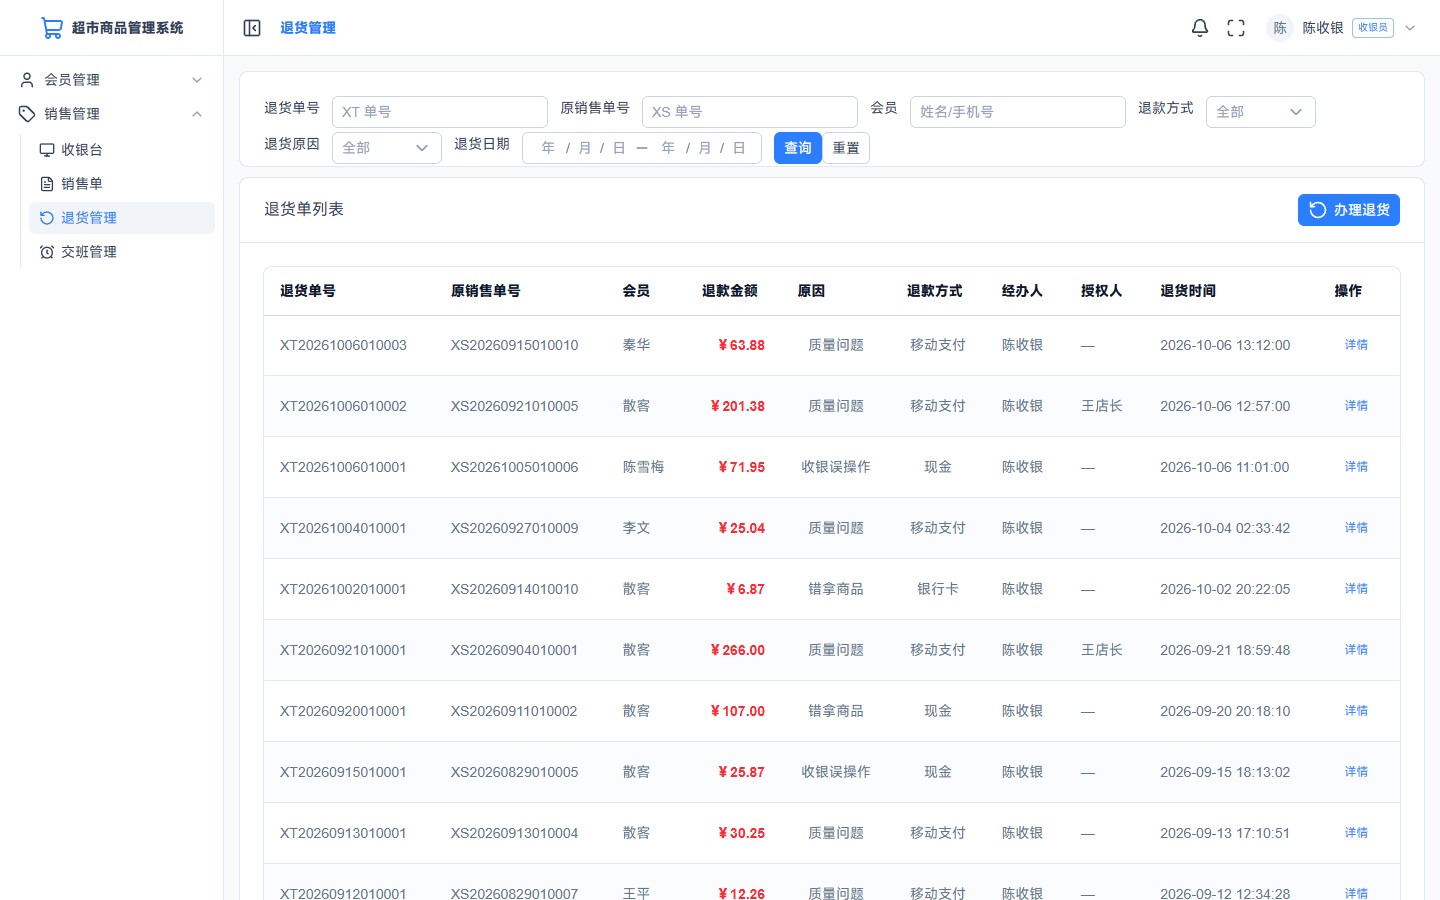 超市商品管理系统
退货管理
陈 陈收银 收银员
会员管理
销售管理
收银台
销售单
退货管理
交班管理
退货单号 XT 单号 原销售单号 XS 单号 会员 姓名/手机号 退款方式 全部
退货原因 全部 退货日期 年 / 月 / 日 — 年 / 月 / 日 查询 重置
退货单列表 办理退货
退货单号 原销售单号 会员 退款金额 原因 退款方式 经办人 授权人 退货时间 操作
XT20261006010003 XS20260915010010 秦华 ¥63.88 质量问题 移动支付 陈收银 — 2026-10-06 13:12:00 详情
XT20261006010002 XS20260921010005 散客 ¥201.38 质量问题 移动支付 陈收银 王店长 2026-10-06 12:57:00 详情
XT20261006010001 XS20261005010006 陈雪梅 ¥71.95 收银误操作 现金 陈收银 — 2026-10-06 11:01:00 详情
XT20261004010001 XS20260927010009 李文 ¥25.04 质量问题 移动支付 陈收银 — 2026-10-04 02:33:42 详情
XT20261002010001 XS20260914010010 散客 ¥6.87 错拿商品 银行卡 陈收银 — 2026-10-02 20:22:05 详情
XT20260921010001 XS20260904010001 散客 ¥266.00 质量问题 移动支付 陈收银 王店长 2026-09-21 18:59:48 详情
XT20260920010001 XS20260911010002 散客 ¥107.00 错拿商品 现金 陈收银 — 2026-09-20 20:18:10 详情
XT20260915010001 XS20260829010005 散客 ¥25.87 收银误操作 现金 陈收银 — 2026-09-15 18:13:02 详情
XT20260913010001 XS20260913010004 散客 ¥30.25 质量问题 移动支付 陈收银 — 2026-09-13 17:10:51 详情
XT20260912010001 XS20260829010007 王平 ¥12.26 质量问题 移动支付 陈收银 — 2026-09-12 12:34:28 详情